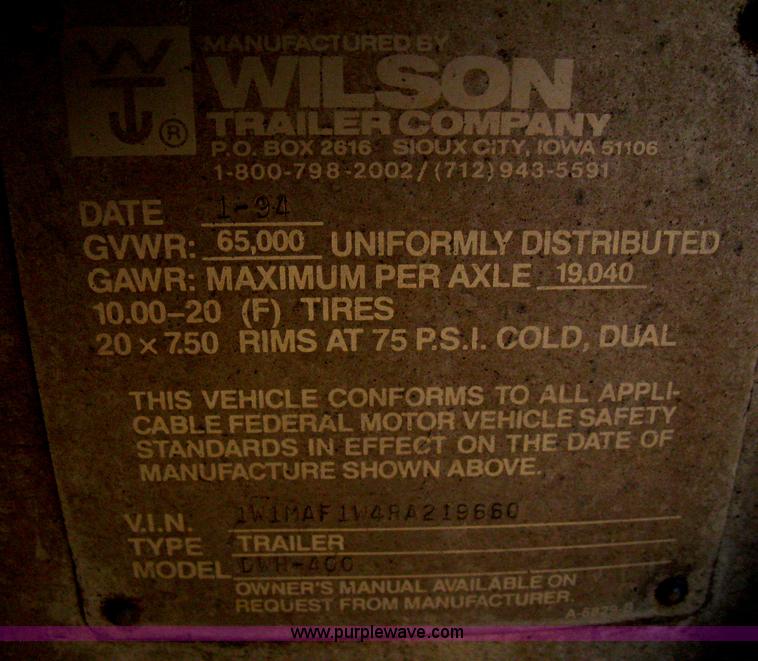 MANUFACTURED BY
WILSON
TRAILER COMPANY
P.O. BOX 2616 SIOUX CITY, IOWA 51106
1-800-798-2002/(712)943-5591
WT ®
DATE 1-94
GVWR: 65,000 UNIFORMLY DISTRIBUTED
GAWR: MAXIMUM PER AXLE 19,040
10.00–20 (F) TIRES
20 x 7.50 RIMS AT 75 P.S.I. COLD, DUAL
THIS VEHICLE CONFORMS TO ALL APPLI-
CABLE FEDERAL MOTOR VEHICLE SAFETY
STANDARDS IN EFFECT ON THE DATE OF
MANUFACTURE SHOWN ABOVE.
V.I.N. 1W1MAF1W4RA219660
TYPE TRAILER
MODEL DWH-400
OWNER'S MANUAL AVAILABLE ON
REQUEST FROM MANUFACTURER.
www.purplewave.com